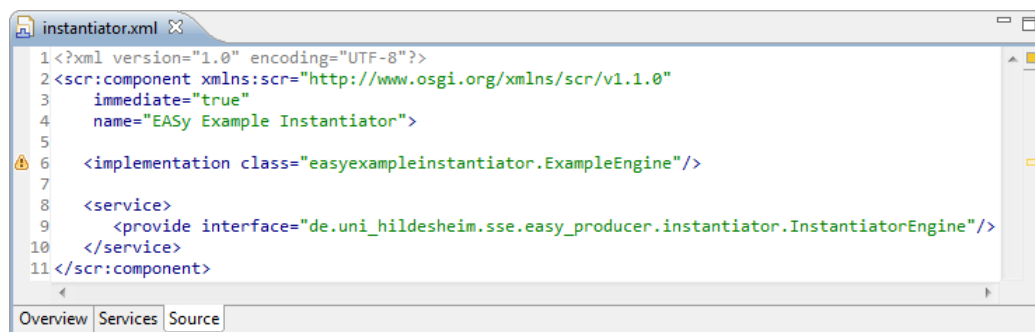 instantiator.xml
1 <?xml version="1.0" encoding="UTF-8"?>
2 <scr:component xmlns:scr="http://www.osgi.org/xmlns/scr/v1.1.0"
3     immediate="true"
4     name="EASy Example Instantiator">
5
6    <implementation class="easyexampleinstantiator.ExampleEngine"/>
7
8    <service>
9       <provide interface="de.uni_hildesheim.sse.easy_producer.instantiator.InstantiatorEngine"/>
10    </service>
11 </scr:component>
Overview Services Source